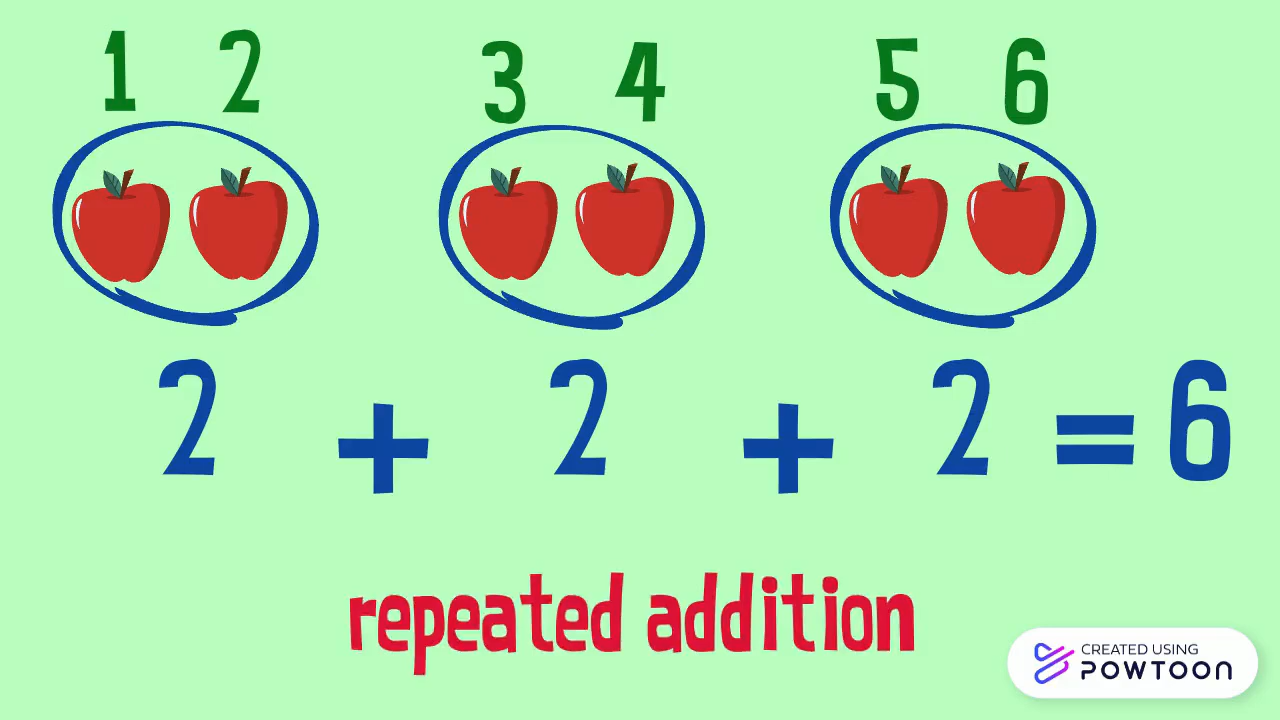 1 2 3 4 5 6
2 + 2 + 2 = 6
repeated addition
CREATED USING
POWTOON